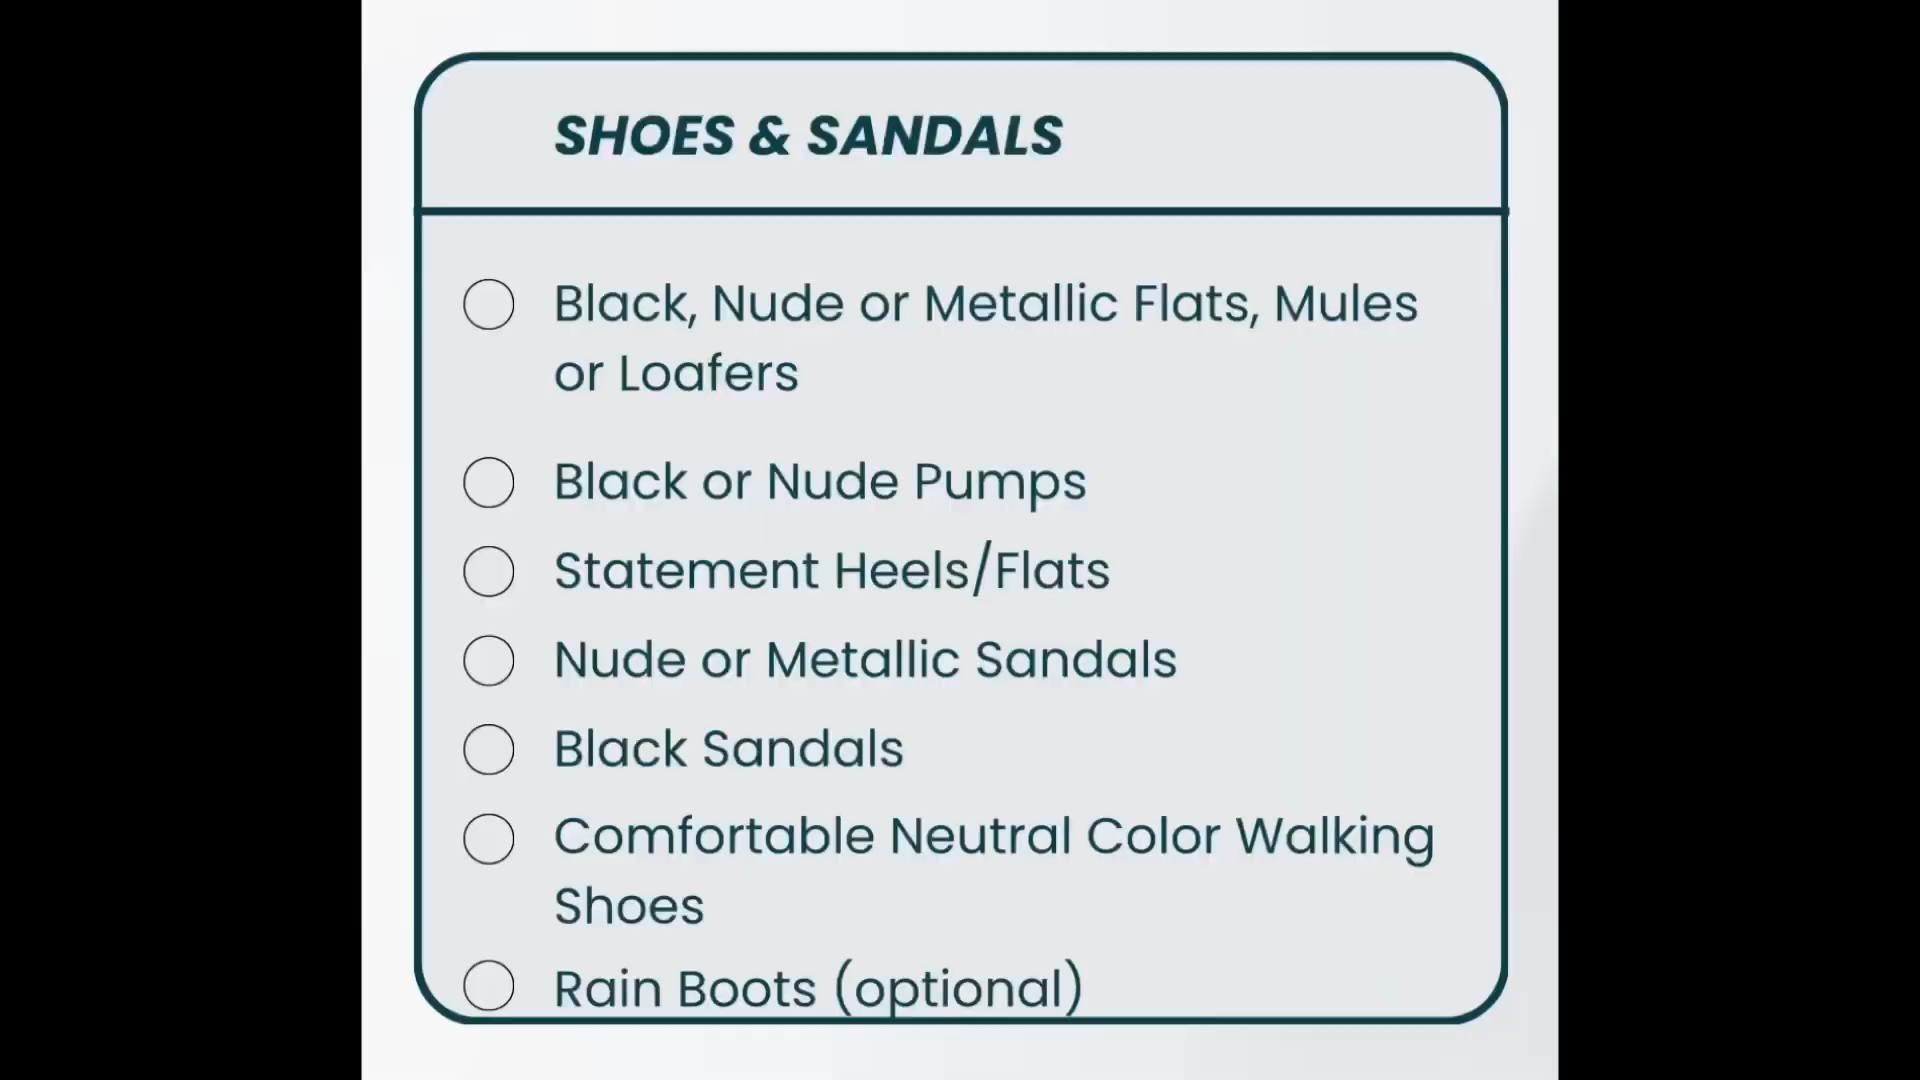 SHOES & SANDALS
Black, Nude or Metallic Flats, Mules
or Loafers
Black or Nude Pumps
Statement Heels/Flats
Nude or Metallic Sandals
Black Sandals
Comfortable Neutral Color Walking
Shoes
Rain Boots (optional)